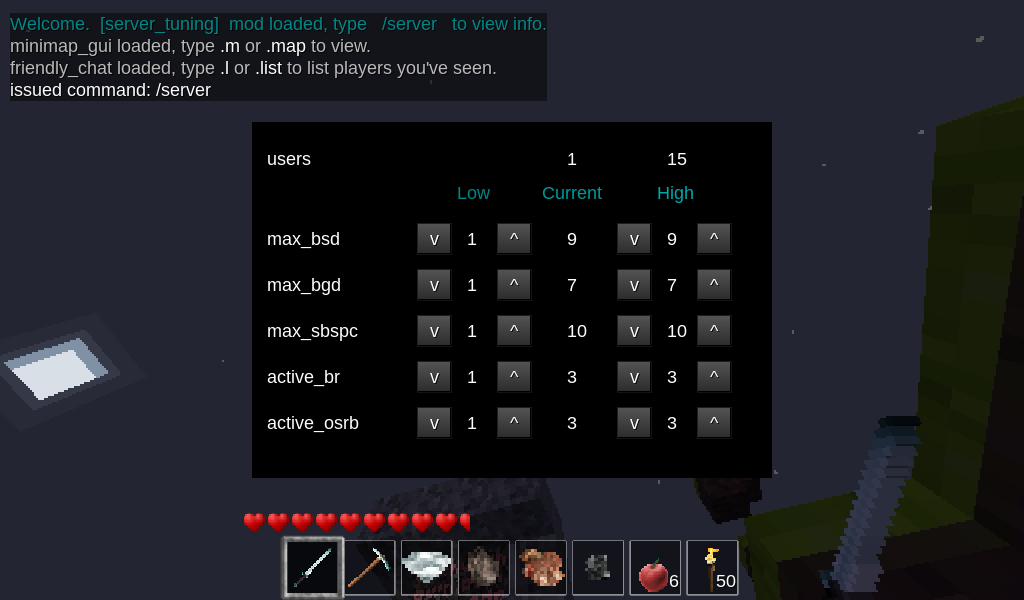 Welcome. [server_tuning] mod loaded, type /server to view info.
minimap_gui loaded, type .m or .map to view.
friendly_chat loaded, type .l or .list to list players you've seen.
issued command: /server
users 1 15
Low Current High
max_bsd v 1 ^ 9 v 9 ^
max_bgd v 1 ^ 7 v 7 ^
max_sbspc v 1 ^ 10 v 10 ^
active_br v 1 ^ 3 v 3 ^
active_osrb v 1 ^ 3 v 3 ^
6 50